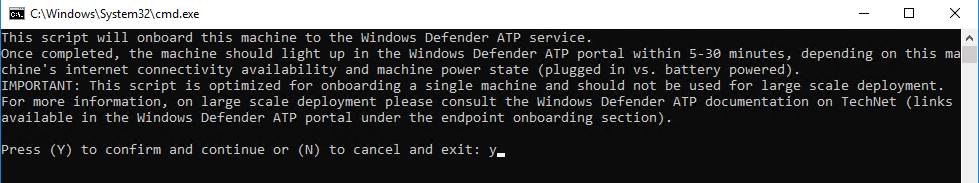 C:\Windows\System32\cmd.exe
This script will onboard this machine to the Windows Defender ATP service.
Once completed, the machine should light up in the Windows Defender ATP portal within 5-30 minutes, depending on this ma
chine's internet connectivity availability and machine power state (plugged in vs. battery powered).
IMPORTANT: This script is optimized for onboarding a single machine and should not be used for large scale deployment.
For more information, on large scale deployment please consult the Windows Defender ATP documentation on TechNet (links
available in the Windows Defender ATP portal under the endpoint onboarding section).
Press (Y) to confirm and continue or (N) to cancel and exit: y